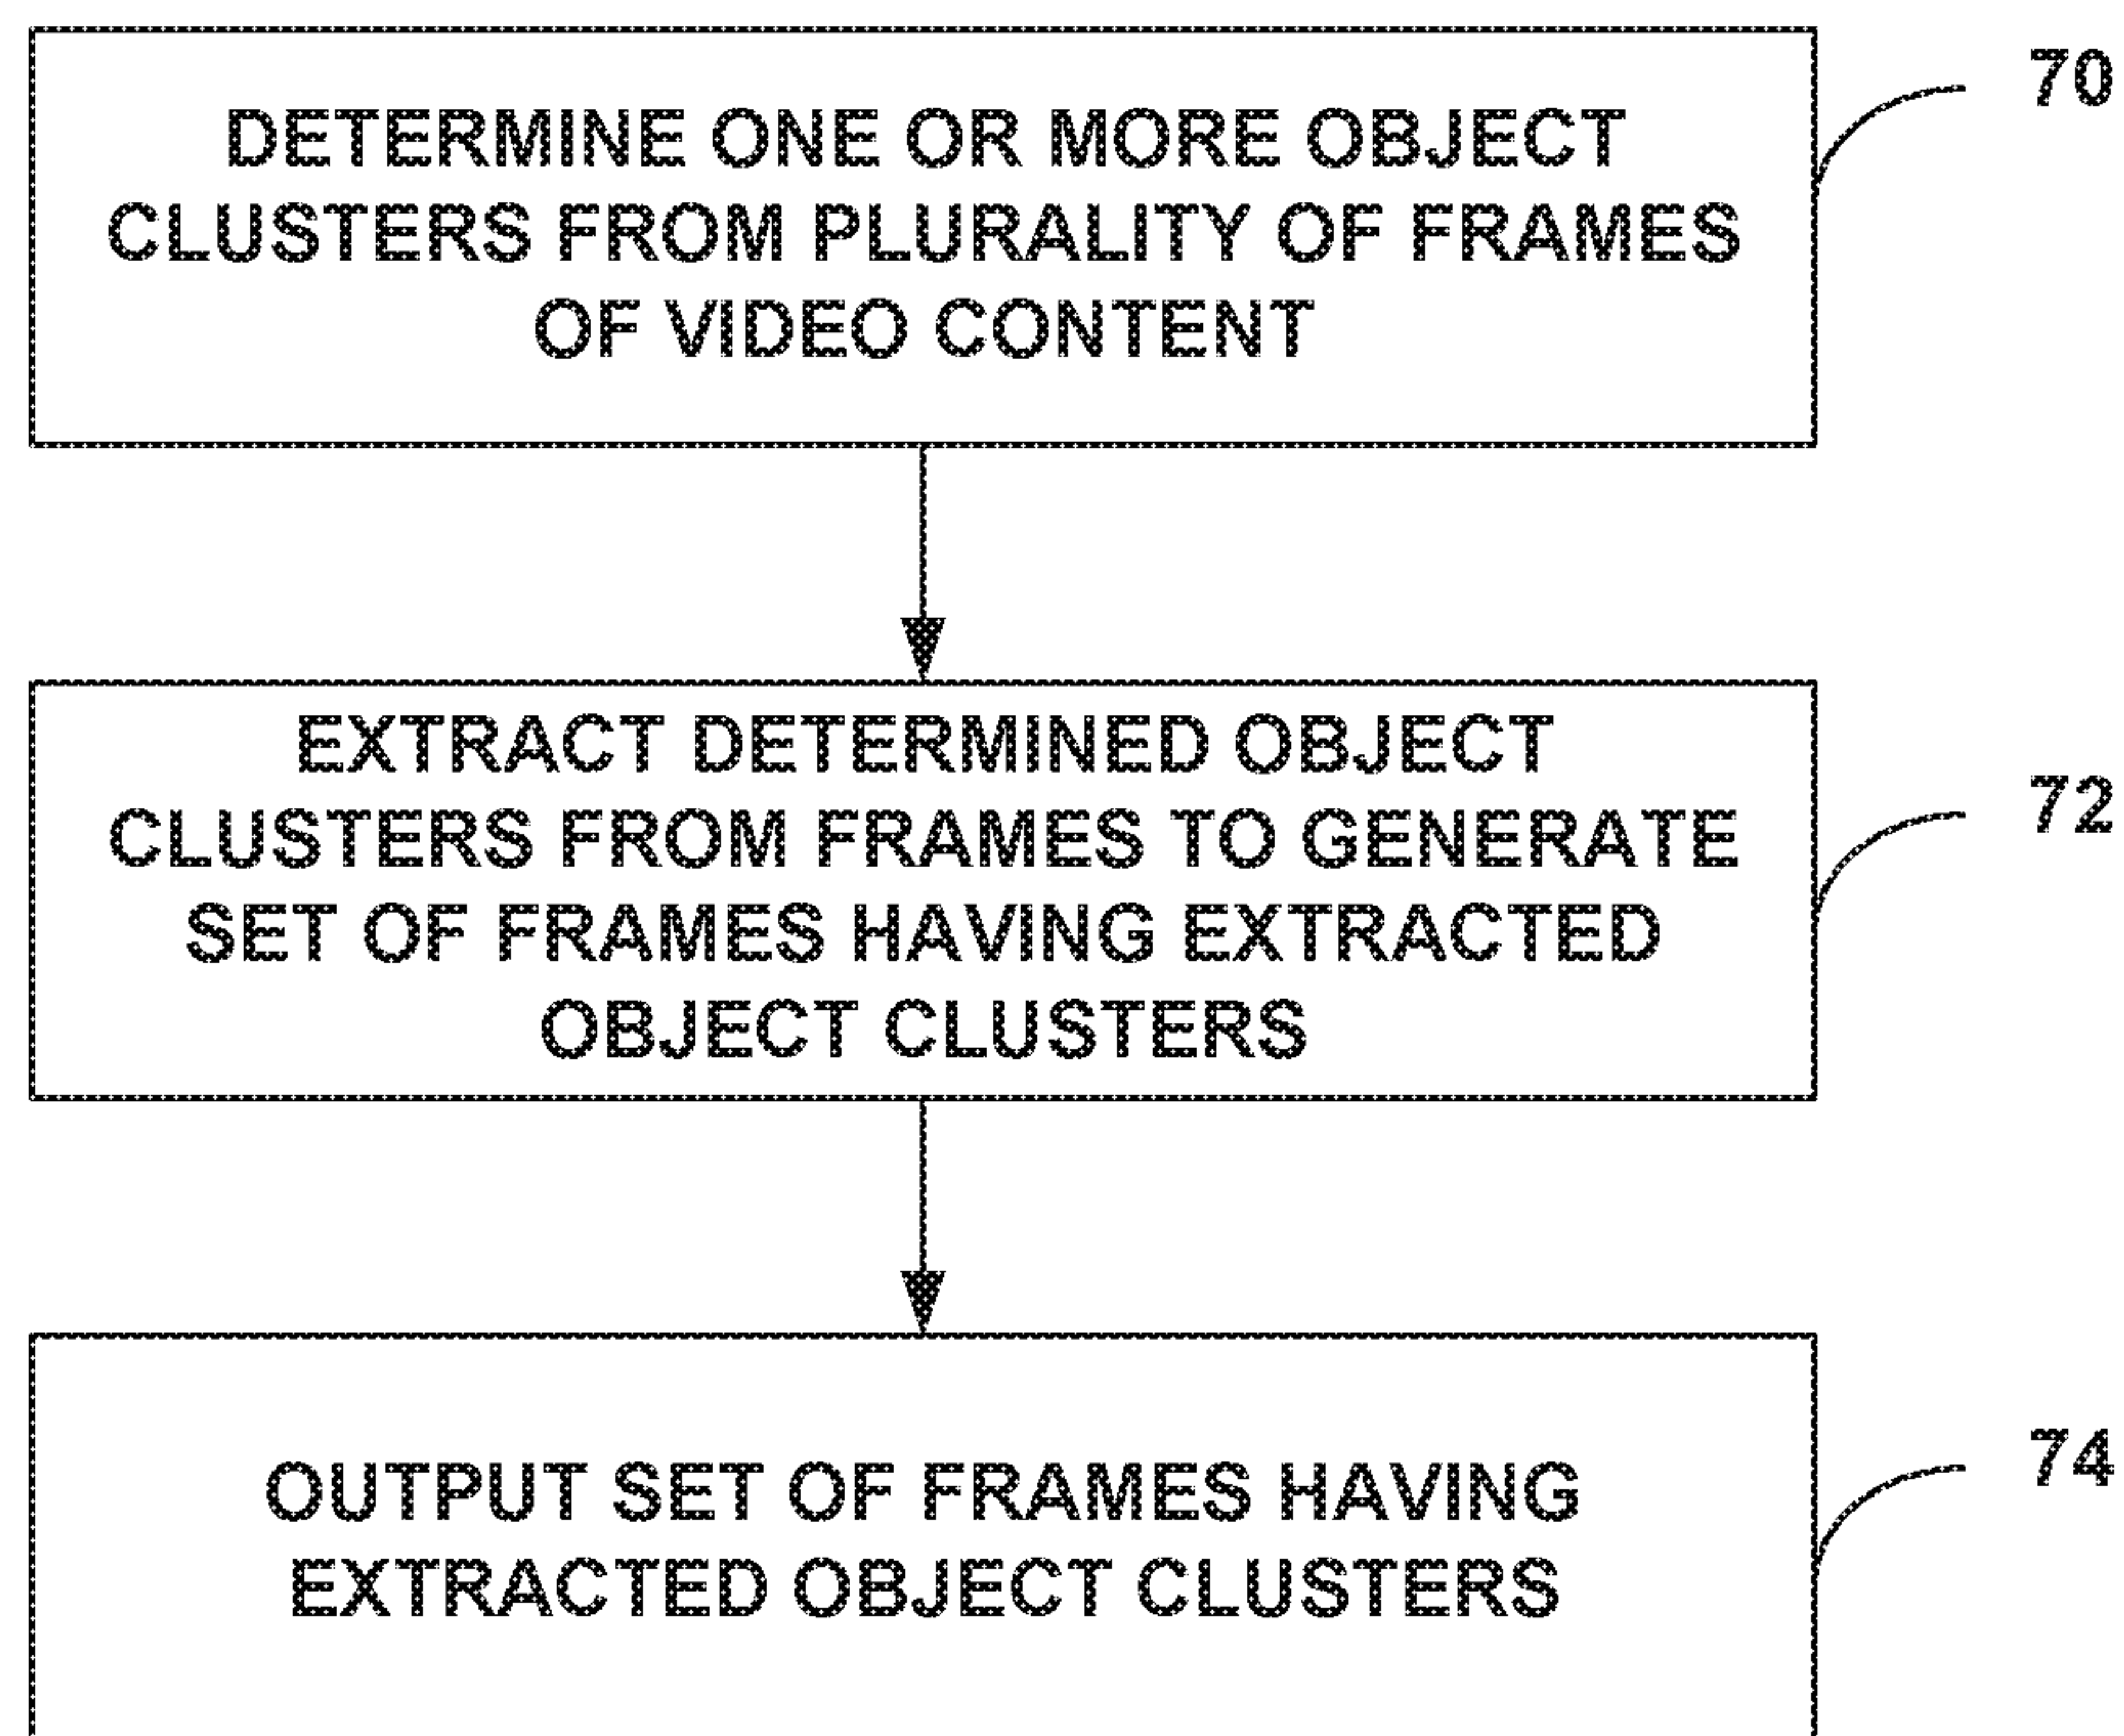 DETERMINE ONE OR MORE OBJECT
CLUSTERS FROM PLURALITY OF FRAMES
OF VIDEO CONTENT
70
EXTRACT DETERMINED OBJECT
CLUSTERS FROM FRAMES TO GENERATE
SET OF FRAMES HAVING EXTRACTED
OBJECT CLUSTERS
72
OUTPUT SET OF FRAMES HAVING
EXTRACTED OBJECT CLUSTERS
74